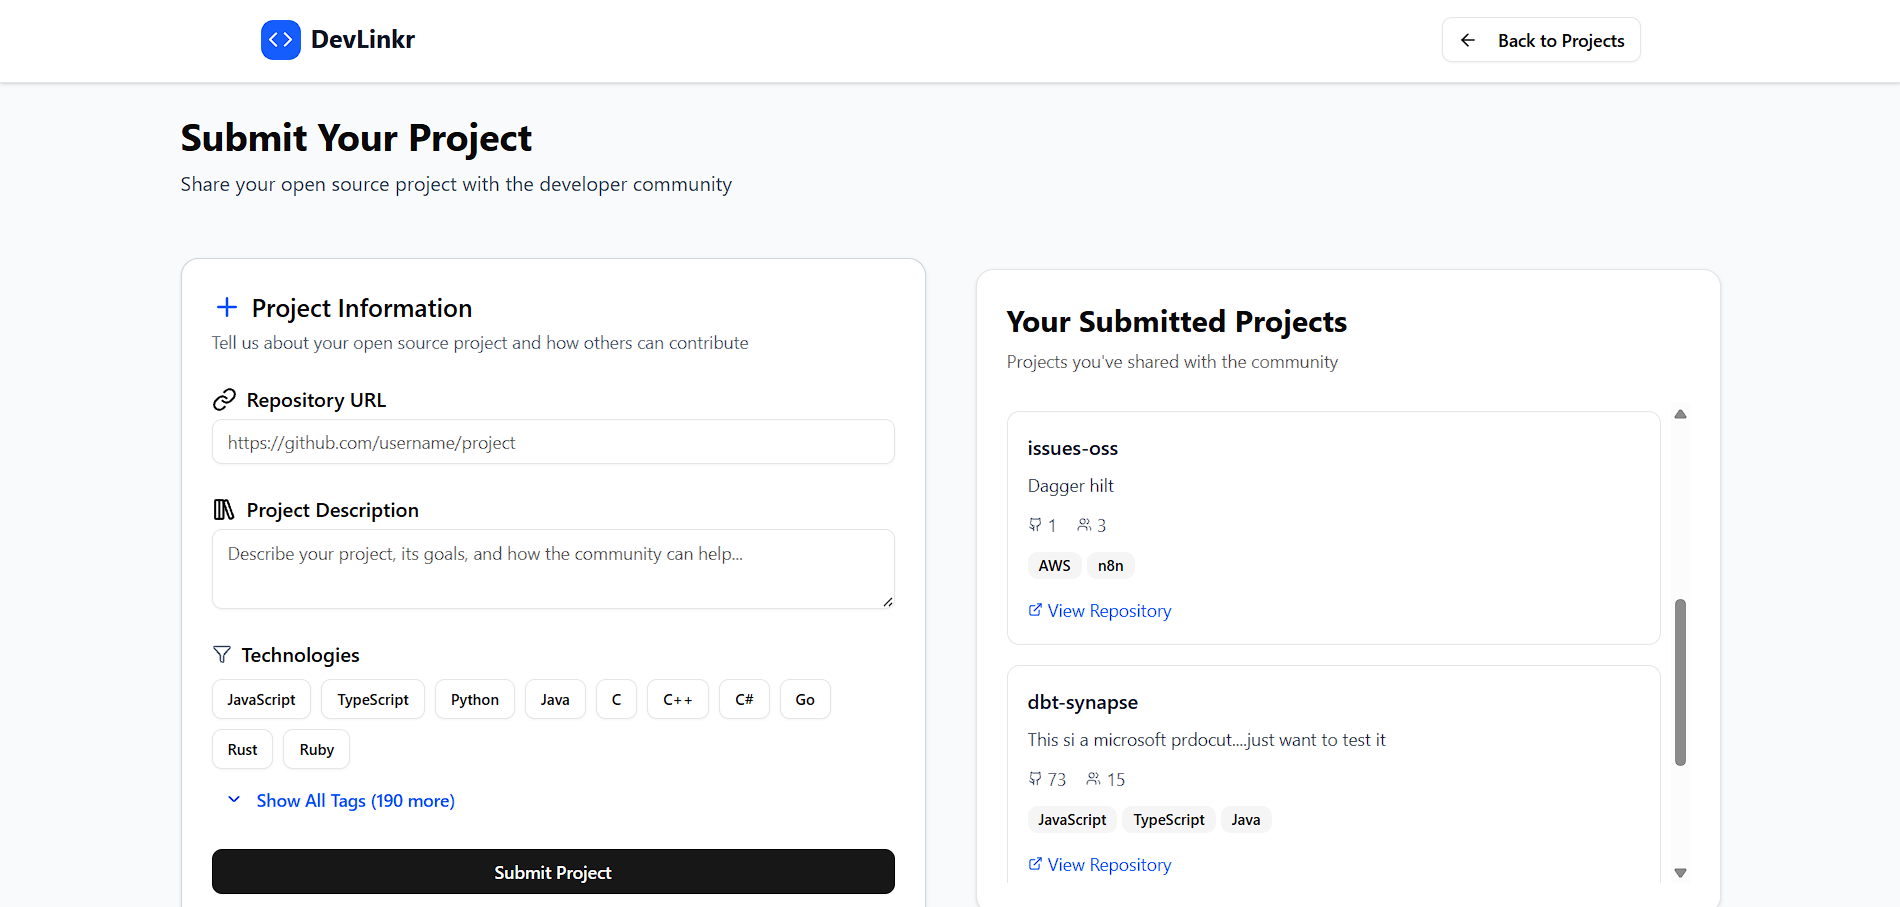 DevLinkr
Back to Projects
Submit Your Project
Share your open source project with the developer community
Project Information
Tell us about your open source project and how others can contribute
Repository URL
https://github.com/username/project
Project Description
Describe your project, its goals, and how the community can help...
Technologies
JavaScript TypeScript Python Java C C++ C# Go
Rust Ruby
Show All Tags (190 more)
Submit Project
Your Submitted Projects
Projects you've shared with the community
issues-oss
Dagger hilt
1 3
AWS n8n
View Repository
dbt-synapse
This si a microsoft prdocut....just want to test it
73 15
JavaScript TypeScript Java
View Repository